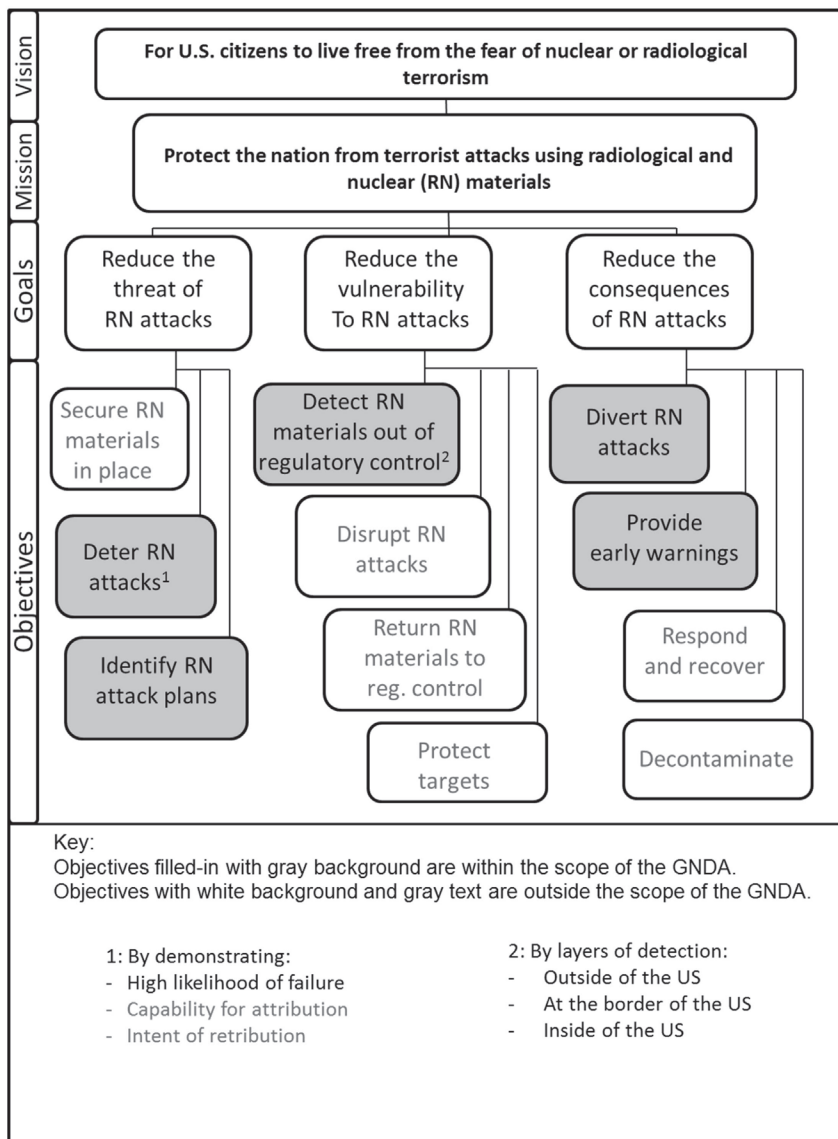 Vision
For U.S. citizens to live free from the fear of nuclear or radiological
terrorism
Mission
Protect the nation from terrorist attacks using radiological and
nuclear (RN) materials
Goals
Reduce the
threat of
RN attacks
Reduce the
vulnerability
To RN attacks
Reduce the
consequences
of RN attacks
Objectives
Secure RN
materials
in place
Deter RN
attacks¹
Identify RN
attack plans
Detect RN
materials out of
regulatory control²
Disrupt RN
attacks
Return RN
materials to
reg. control
Protect
targets
Divert RN
attacks
Provide
early warnings
Respond
and recover
Decontaminate
Key:
Objectives filled-in with gray background are within the scope of the GNDA.
Objectives with white background and gray text are outside the scope of the GNDA.
1: By demonstrating:
- High likelihood of failure
- Capability for attribution
- Intent of retribution
2: By layers of detection:
- Outside of the US
- At the border of the US
- Inside of the US